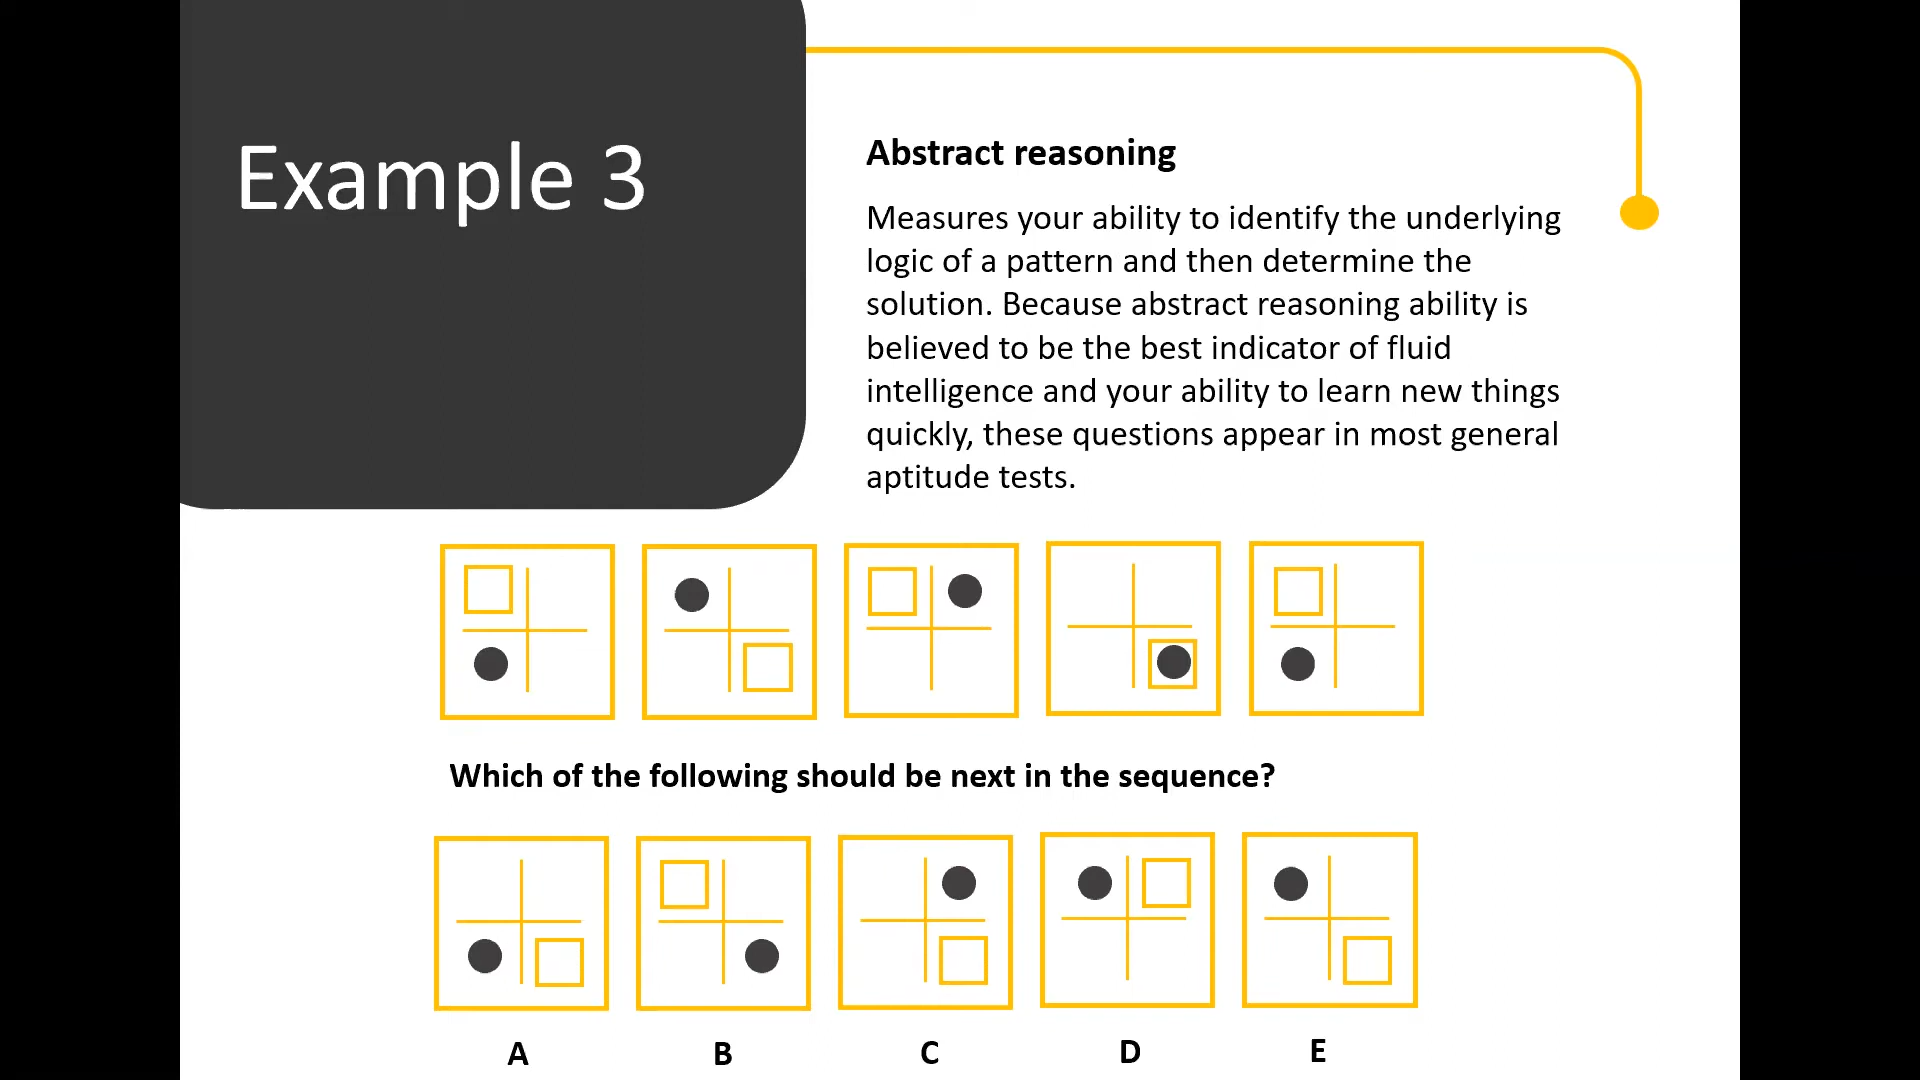 Example 3
Abstract reasoning
Measures your ability to identify the underlying
logic of a pattern and then determine the
solution. Because abstract reasoning ability is
believed to be the best indicator of fluid
intelligence and your ability to learn new things
quickly, these questions appear in most general
aptitude tests.
Which of the following should be next in the sequence?
A B C D E